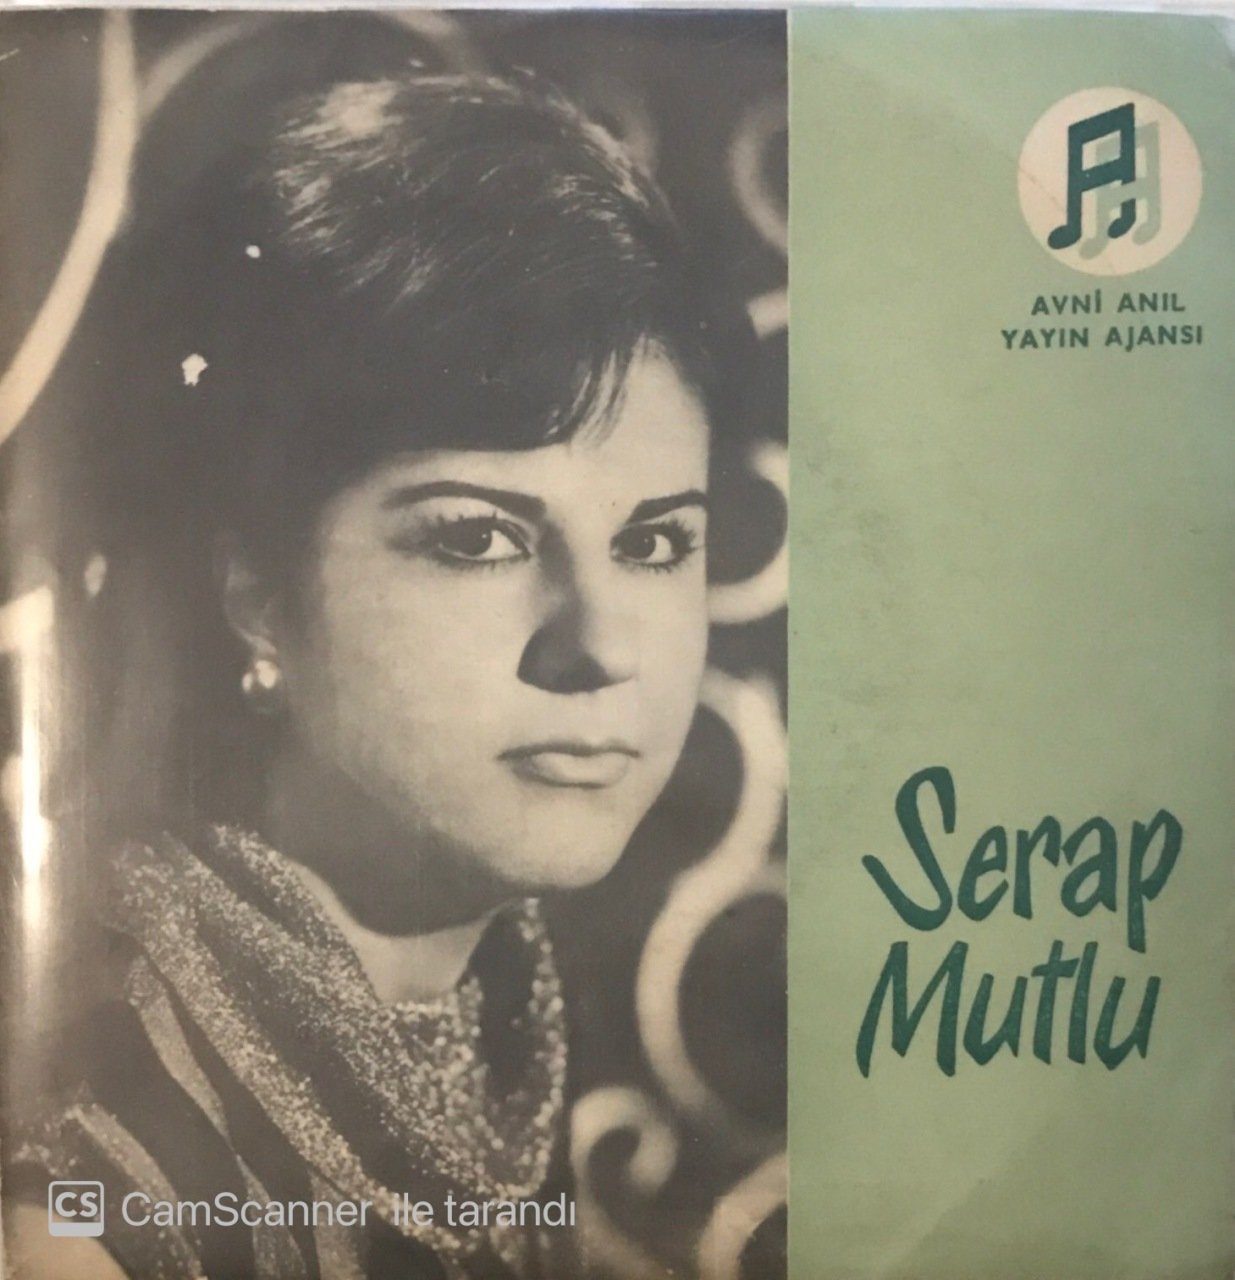 AVNİ ANIL
YAYIN AJANSI
Serap
Mutlu
CS CamScanner ile tarandı